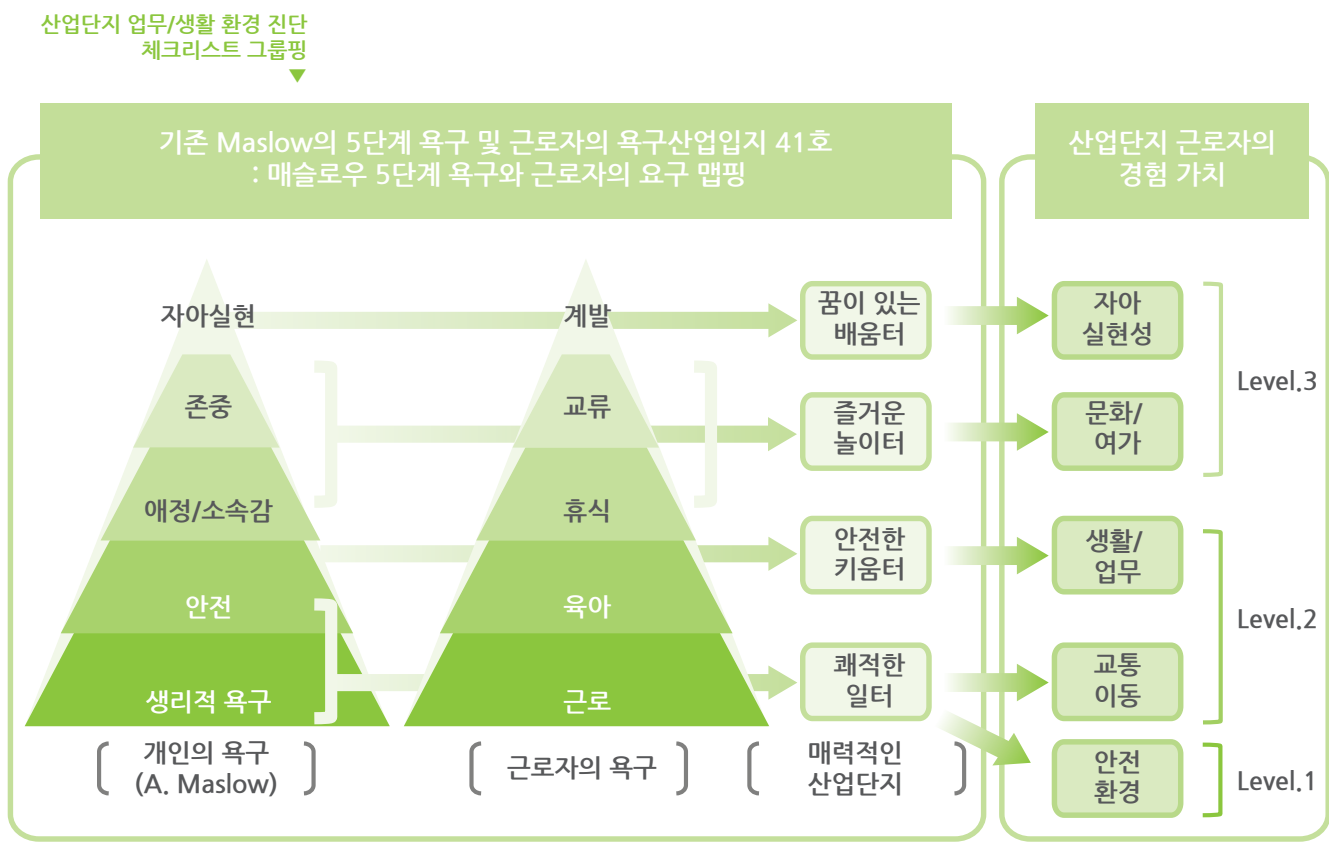 산업단지 업무/생활 환경 진단
체크리스트 그룹핑
기존 Maslow의 5단계 욕구 및 근로자의 욕구산업입지 41호
: 매슬로우 5단계 욕구와 근로자의 요구 맵핑
산업단지 근로자의
경험 가치
자아실현
존중
애정/소속감
안전
생리적 욕구
개인의 욕구
(A. Maslow)
계발
교류
휴식
육아
근로
근로자의 욕구
꿈이 있는
배움터
즐거운
놀이터
안전한
키움터
쾌적한
일터
매력적인
산업단지
자아
실현성
문화/
여가
생활/
업무
교통
이동
안전
환경
Level.3
Level.2
Level.1